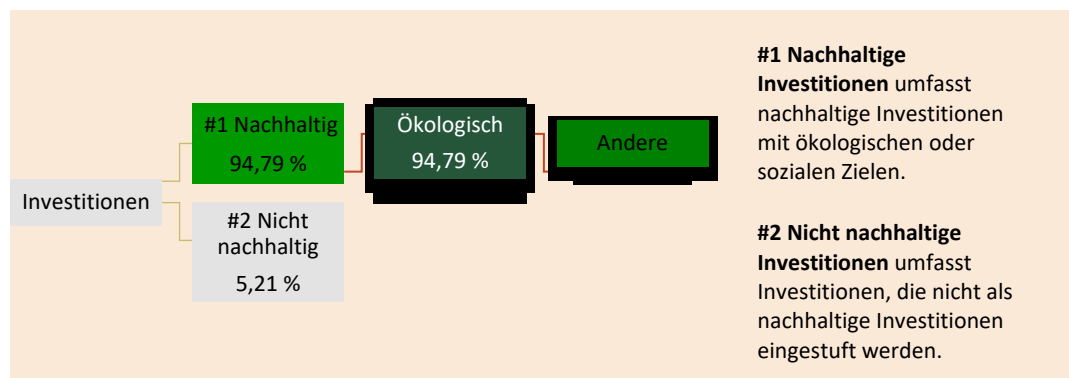 Investitionen
#1 Nachhaltig
94,79 %
#2 Nicht
nachhaltig
5,21 %
Ökologisch
94,79 %
Andere
#1 Nachhaltige
Investitionen umfasst
nachhaltige Investitionen
mit ökologischen oder
sozialen Zielen.
#2 Nicht nachhaltige
Investitionen umfasst
Investitionen, die nicht als
nachhaltige Investitionen
eingestuft werden.